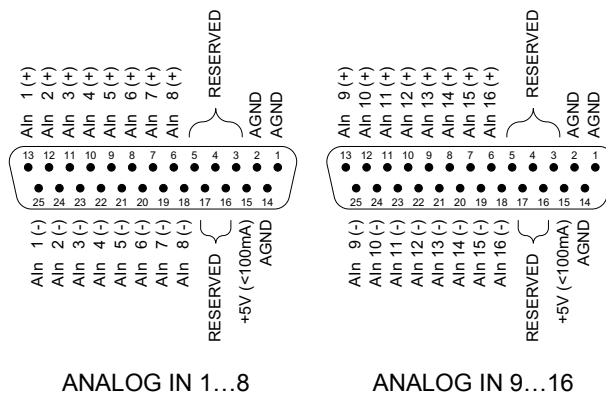 AIn 1 (+)
AIn 2 (+)
AIn 3 (+)
AIn 4 (+)
AIn 5 (+)
AIn 6 (+)
AIn 7 (+)
AIn 8 (+)
RESERVED
AGND
AGND
13 12 11 10 9 8 7 6 5 4 3 2 1
25 24 23 22 21 20 19 18 17 16 15 14
AIn 1 (-)
AIn 2 (-)
AIn 3 (-)
AIn 4 (-)
AIn 5 (-)
AIn 6 (-)
AIn 7 (-)
AIn 8 (-)
RESERVED
+5V (<100mA)
AGND
ANALOG IN 1…8
AIn 9 (+)
AIn 10 (+)
AIn 11 (+)
AIn 12 (+)
AIn 13 (+)
AIn 14 (+)
AIn 15 (+)
AIn 16 (+)
RESERVED
AGND
AGND
13 12 11 10 9 8 7 6 5 4 3 2 1
25 24 23 22 21 20 19 18 17 16 15 14
AIn 9 (-)
AIn 10 (-)
AIn 11 (-)
AIn 12 (-)
AIn 13 (-)
AIn 14 (-)
AIn 15 (-)
AIn 16 (-)
RESERVED
+5V (<100mA)
AGND
ANALOG IN 9…16